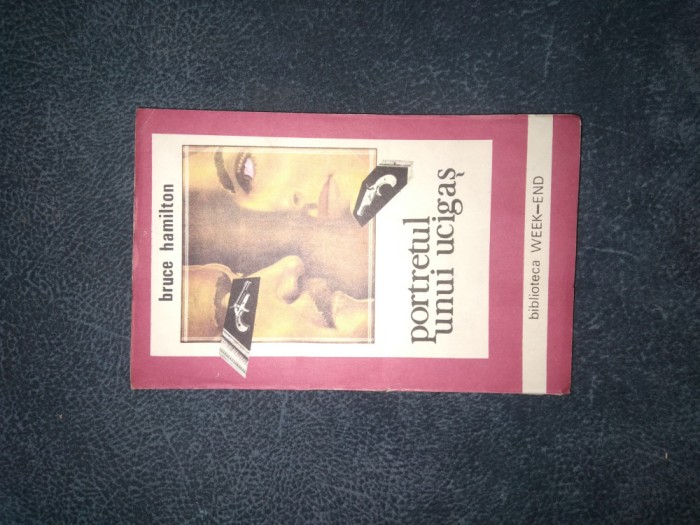 bruce hamilton
portretul
unui ucigaș
biblioteca WEEK-END